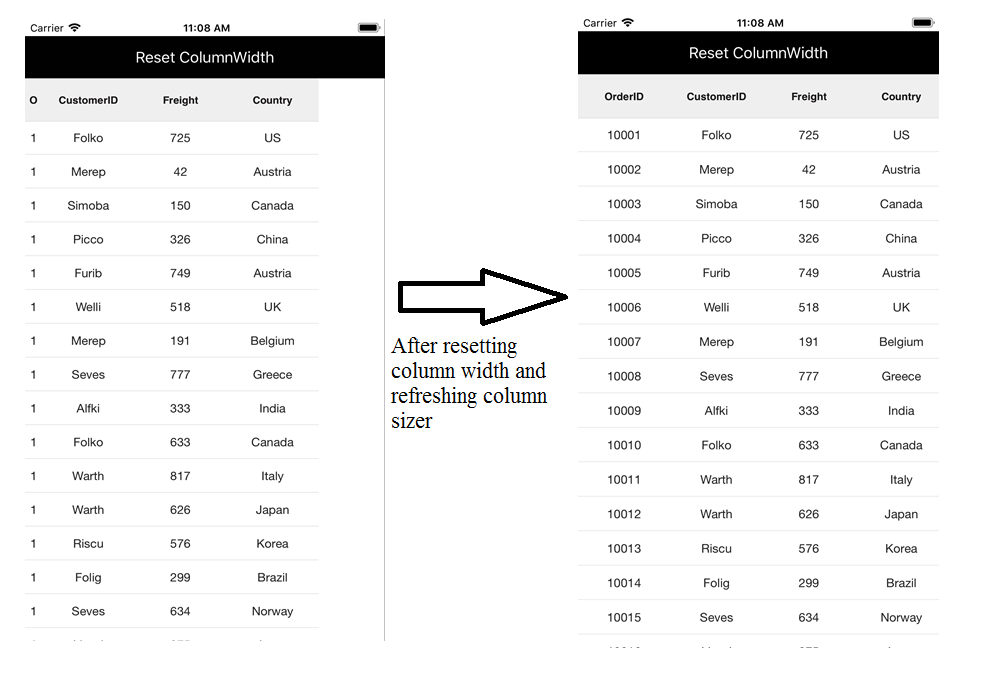 Carrier 11:08 AM
Reset ColumnWidth
O CustomerID Freight Country
1 Folko 725 US
1 Merep 42 Austria
1 Simoba 150 Canada
1 Picco 326 China
1 Furib 749 Austria
1 Welli 518 UK
1 Merep 191 Belgium
1 Seves 777 Greece
1 Alfki 333 India
1 Folko 633 Canada
1 Warth 817 Italy
1 Warth 626 Japan
1 Riscu 576 Korea
1 Folig 299 Brazil
1 Seves 634 Norway
After resetting
column width and
refreshing column
sizer
Carrier 11:08 AM
Reset ColumnWidth
OrderID CustomerID Freight Country
10001 Folko 725 US
10002 Merep 42 Austria
10003 Simoba 150 Canada
10004 Picco 326 China
10005 Furib 749 Austria
10006 Welli 518 UK
10007 Merep 191 Belgium
10008 Seves 777 Greece
10009 Alfki 333 India
10010 Folko 633 Canada
10011 Warth 817 Italy
10012 Warth 626 Japan
10013 Riscu 576 Korea
10014 Folig 299 Brazil
10015 Seves 634 Norway